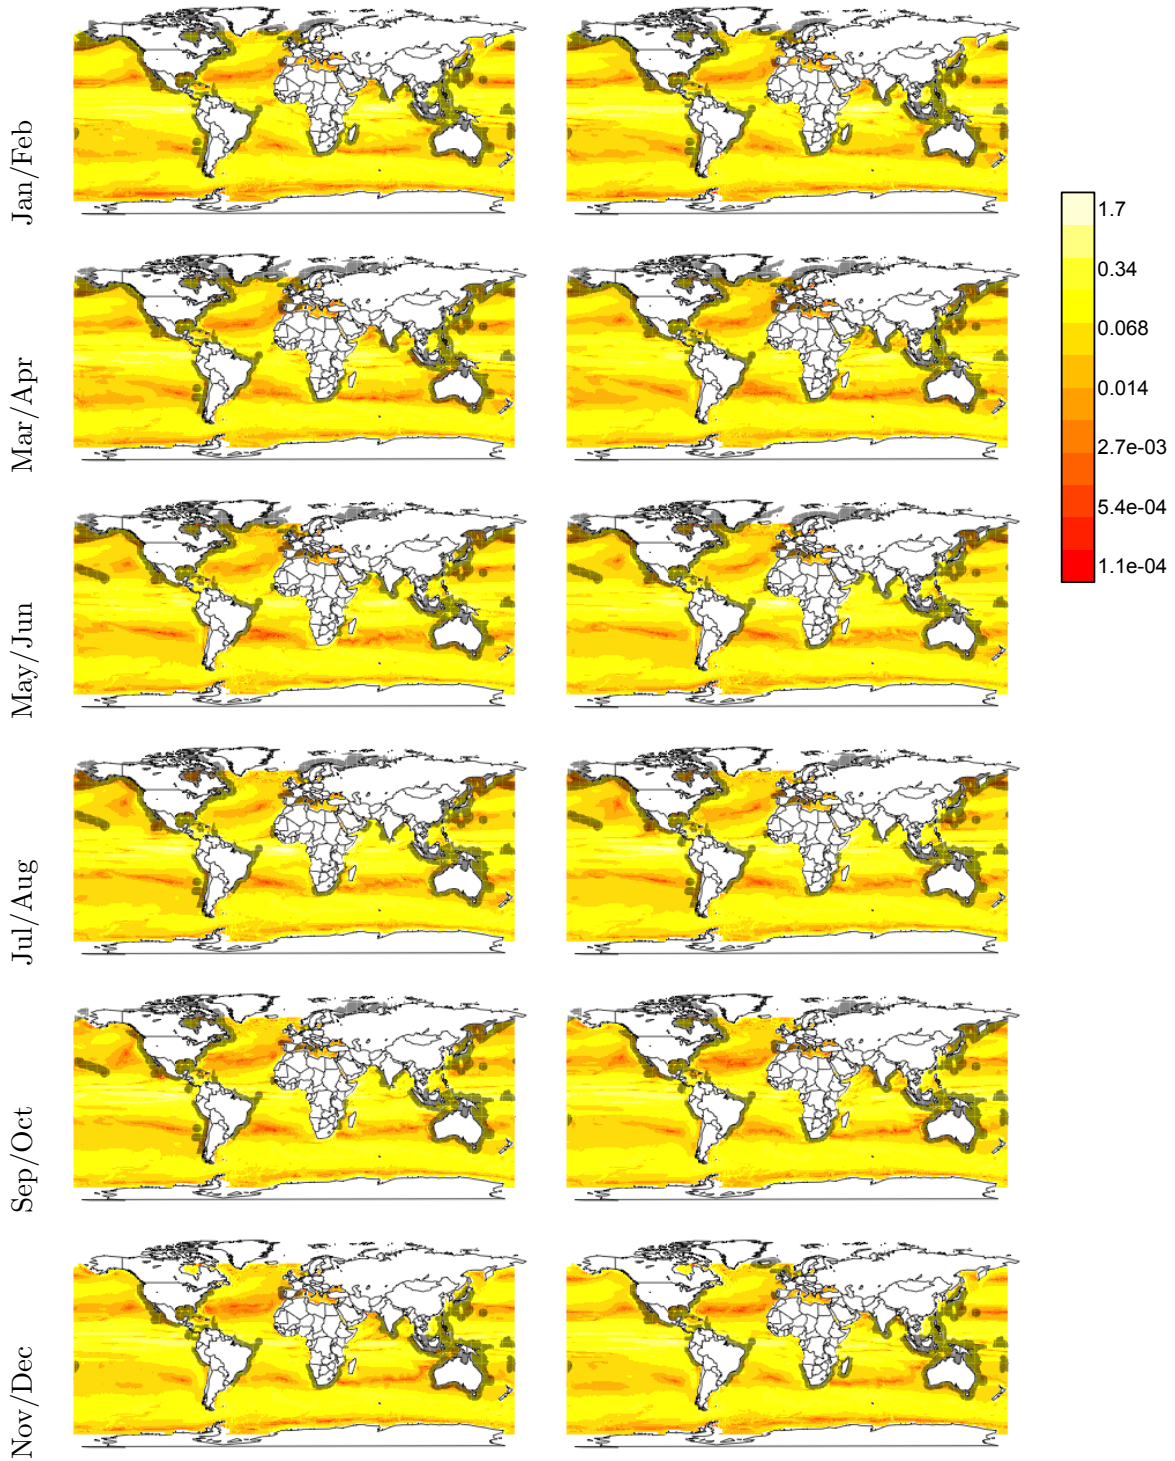 Jan/Feb
Mar/Apr
May/Jun
Jul/Aug
Sep/Oct
Nov/Dec
1.7
0.34
0.068
0.014
2.7e-03
5.4e-04
1.1e-04